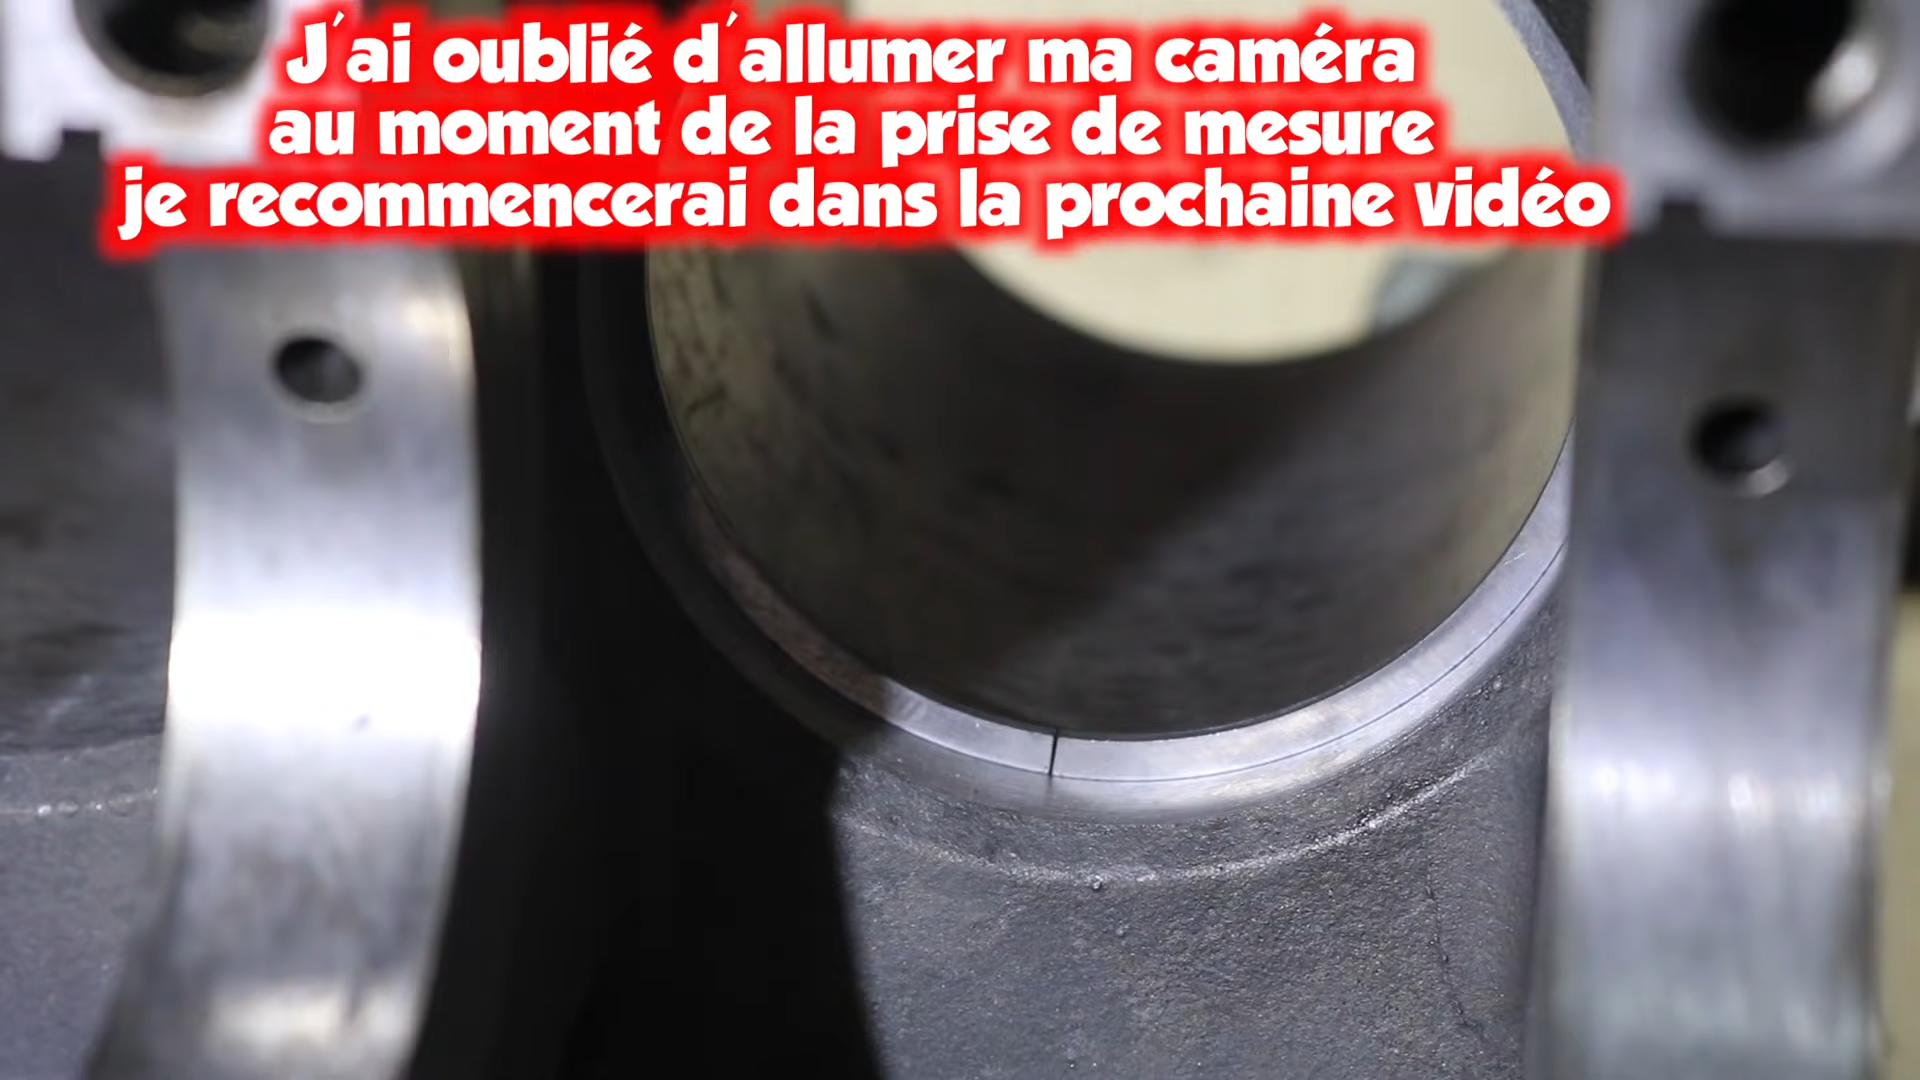 J'ai oublié d'allumer ma caméra
au moment de la prise de mesure
je recommencerai dans la prochaine vidéo